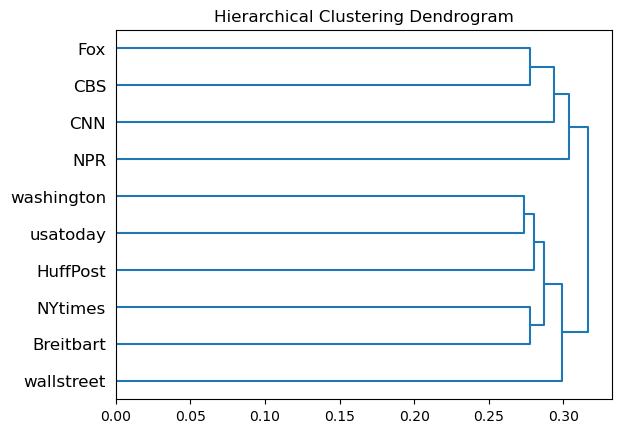 Hierarchical Clustering Dendrogram
Fox
CBS
CNN
NPR
washington
usatoday
HuffPost
NYtimes
Breitbart
wallstreet
0.00 0.05 0.10 0.15 0.20 0.25 0.30